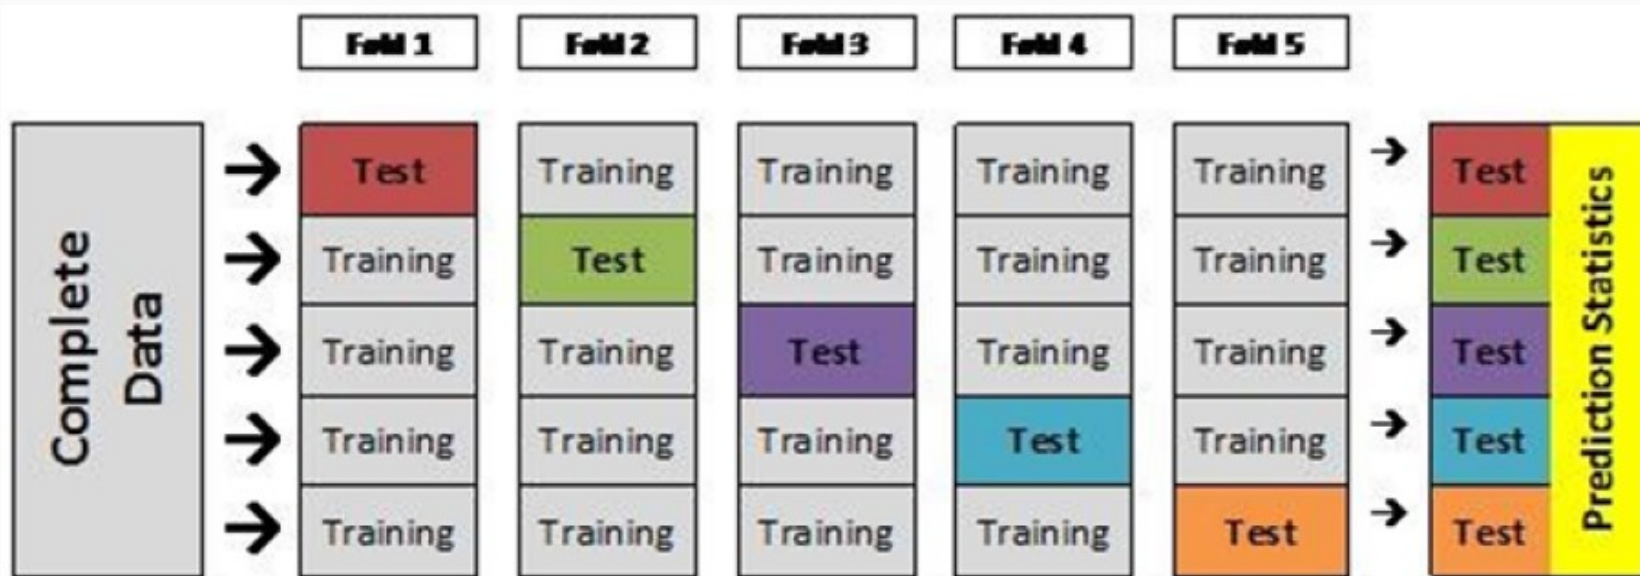 Fold 1 Fold 2 Fold 3 Fold 4 Fold 5
Complete
Data
Test Training Training Training Training Test
Training Test Training Training Training Test
Training Training Test Training Training Test
Training Training Training Test Training Test
Training Training Training Training Test Test
Prediction Statistics